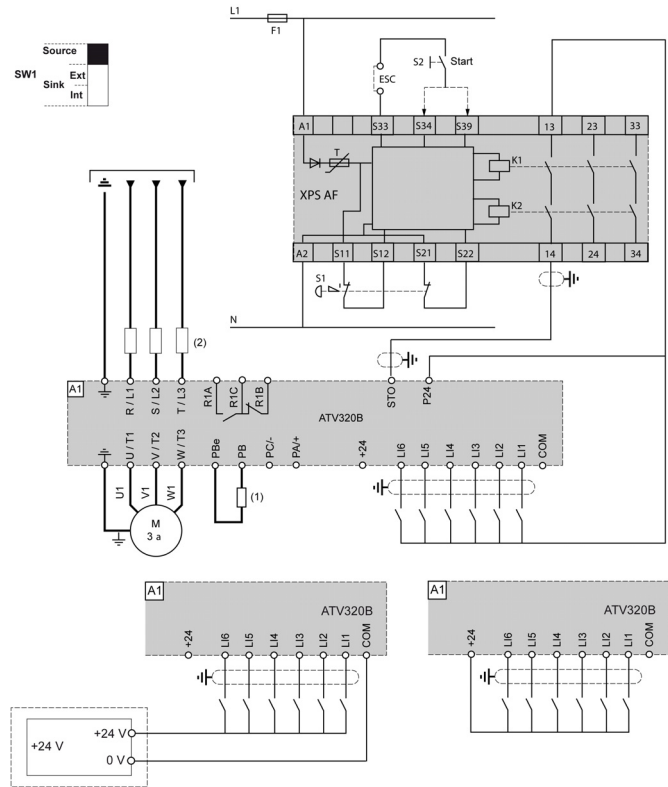 L1
F1
Source
SW1
Sink
Ext
Int
ESC
S2
Start
A1
S33
S34
S39
13
23
33
T
XPS AF
K1
K2
A2
S11
S12
S21
S22
14
24
34
S1
N
(2)
A1
R / L1
S / L2
T / L3
R1A
R1C
R1B
STO
P24
ATV320B
U / T1
V / T2
W / T3
PBe
PB
PC/-
PA/+
+24
LI6
LI5
LI4
LI3
LI2
LI1
COM
U1
V1
W1
(1)
M
3 a
A1
ATV320B
+24
LI6
LI5
LI4
LI3
LI2
LI1
COM
+24 V
+24 V
0 V
A1
ATV320B
+24
LI6
LI5
LI4
LI3
LI2
LI1
COM